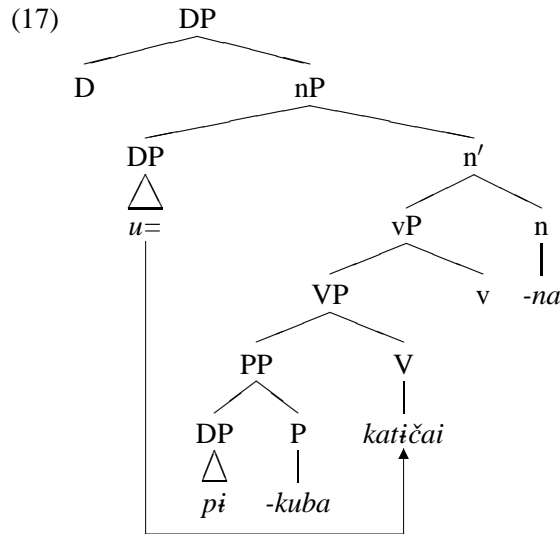 (17) DP
D nP
DP n′
u= vP n
VP v -na
PP V
DP P katɨčai
pɨ -kuba